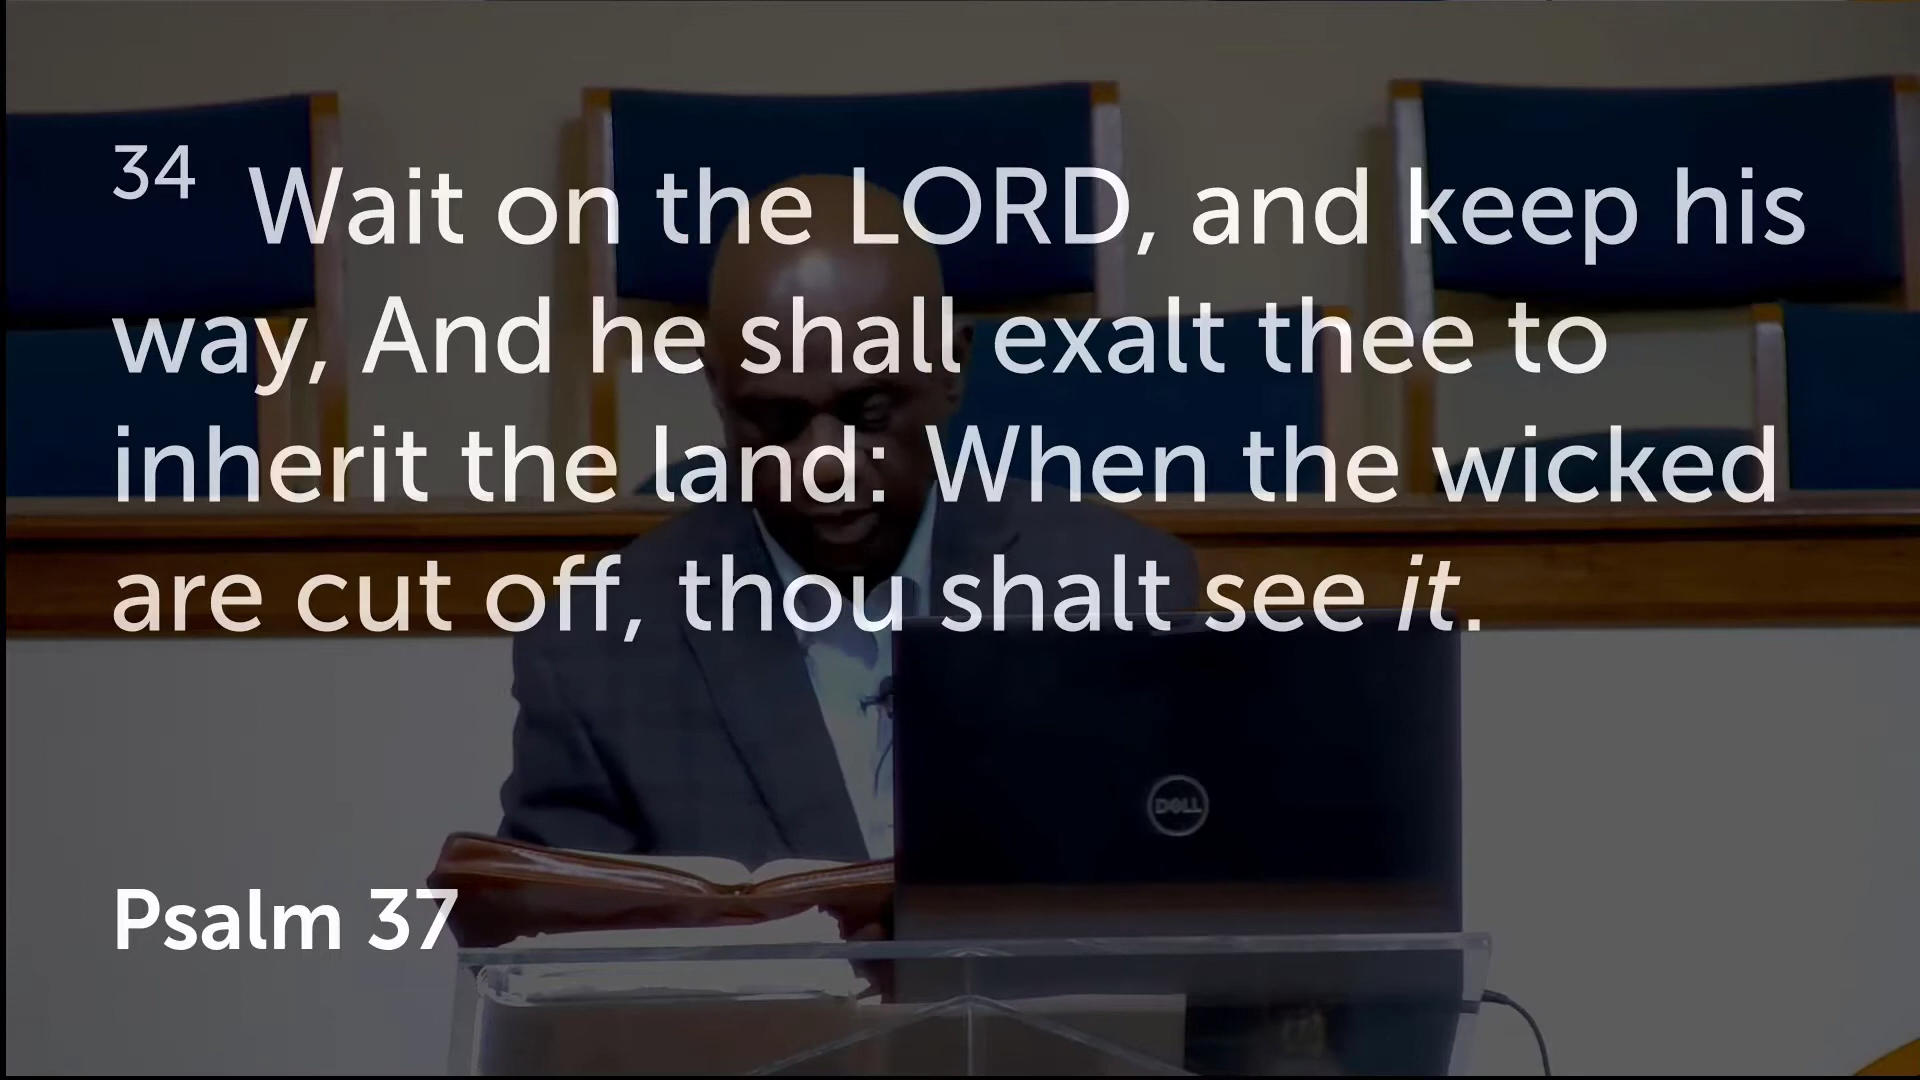 34 Wait on the LORD, and keep his
way, And he shall exalt thee to
inherit the land: When the wicked
are cut off, thou shalt see it.
DELL
Psalm 37